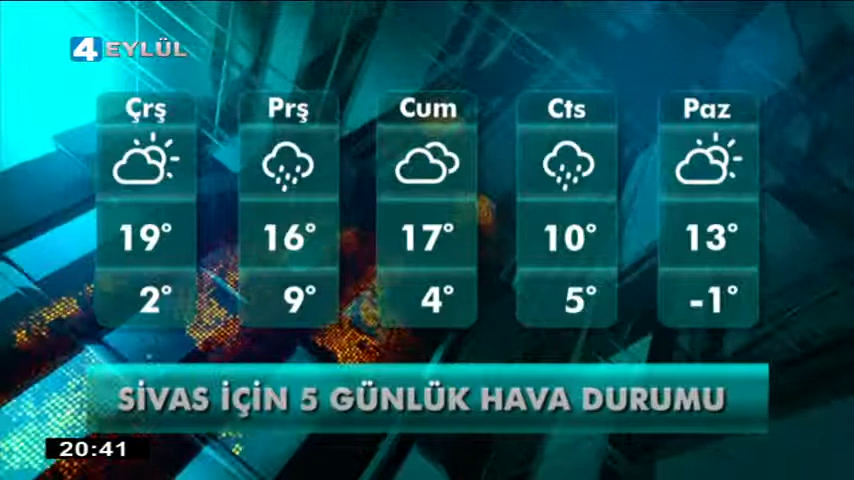 4 EYLÜL
Çrş Prş Cum Cts Paz
19° 16° 17° 10° 13°
2° 9° 4° 5° -1°
SİVAS İÇİN 5 GÜNLÜK HAVA DURUMU
20:41